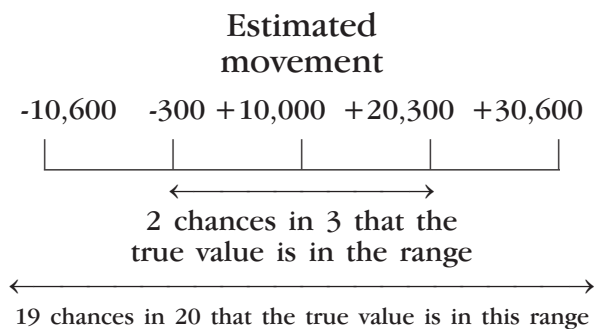 Estimated
movement
-10,600 -300 +10,000 +20,300 +30,600
2 chances in 3 that the
true value is in the range
19 chances in 20 that the true value is in this range